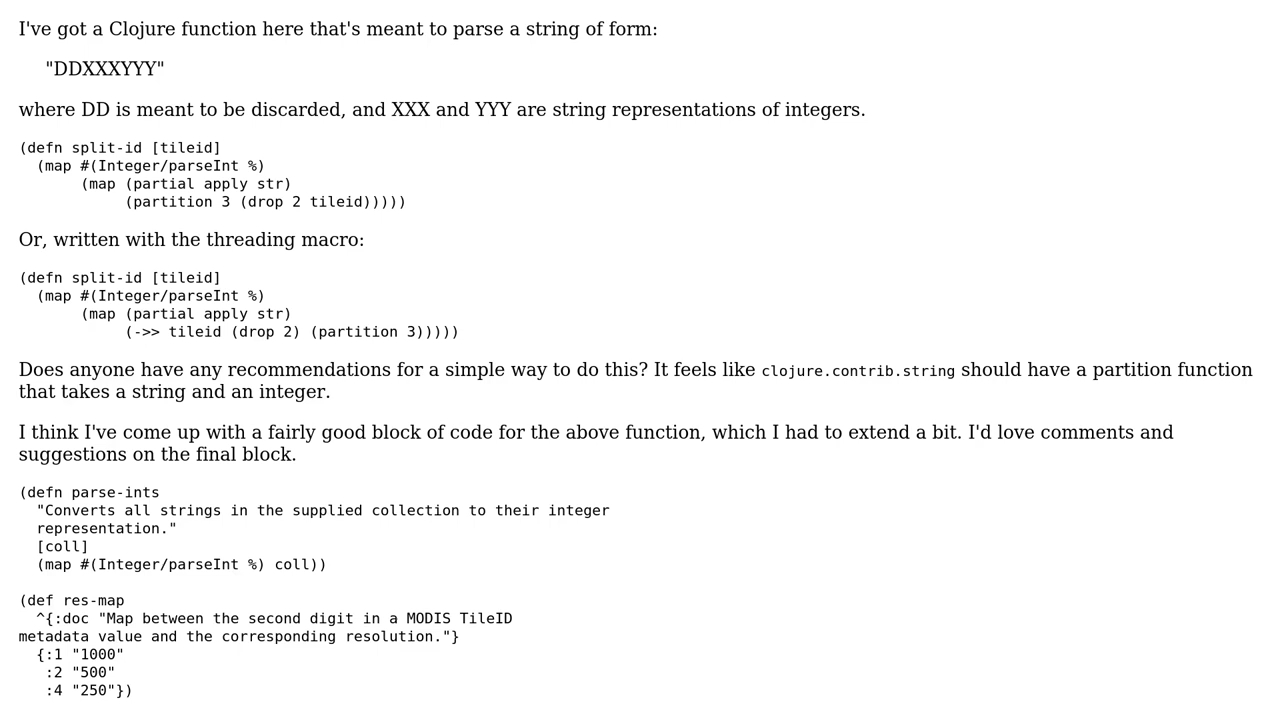 I've got a Clojure function here that's meant to parse a string of form:
"DDXXXYYY"
where DD is meant to be discarded, and XXX and YYY are string representations of integers.
(defn split-id [tileid]
  (map #(Integer/parseInt %)
       (map (partial apply str)
            (partition 3 (drop 2 tileid)))))
Or, written with the threading macro:
(defn split-id [tileid]
  (map #(Integer/parseInt %)
       (map (partial apply str)
            (->> tileid (drop 2) (partition 3)))))
Does anyone have any recommendations for a simple way to do this? It feels like clojure.contrib.string should have a partition function
that takes a string and an integer.
I think I've come up with a fairly good block of code for the above function, which I had to extend a bit. I'd love comments and
suggestions on the final block.
(defn parse-ints
  "Converts all strings in the supplied collection to their integer
  representation."
  [coll]
  (map #(Integer/parseInt %) coll))
(def res-map
  ^{:doc "Map between the second digit in a MODIS TileID
metadata value and the corresponding resolution."}
  {:1 "1000"
   :2 "500"
   :4 "250"})